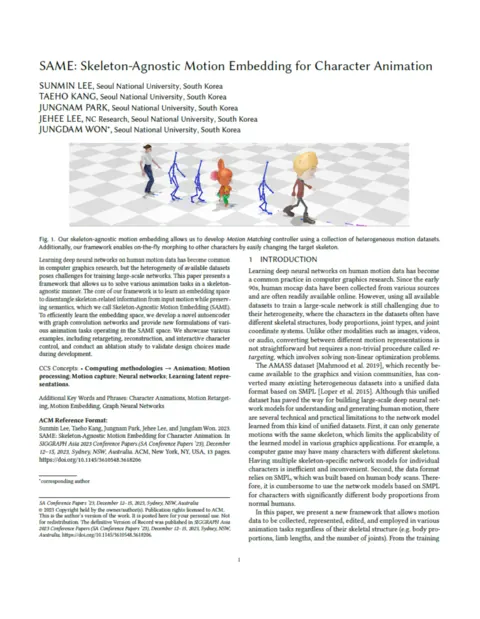 SAME: Skeleton-Agnostic Motion Embedding for Character Animation
SUNMIN LEE, Seoul National University, South Korea
TAEHO KANG, Seoul National University, South Korea
JUNGNAM PARK, Seoul National University, South Korea
JEHEE LEE, NC Research, Seoul National University, South Korea
JUNGDAM WON*, Seoul National University, South Korea
Fig. 1. Our skeleton-agnostic motion embedding allows us to develop Motion Matching controller using a collection of heterogeneous motion datasets.
Additionally, our framework enables on-the-fly morphing to other characters by easily changing the target skeleton.
Learning deep neural networks on human motion data has become common
in computer graphics research, but the heterogeneity of available datasets
poses challenges for training large-scale networks. This paper presents a
framework that allows us to solve various animation tasks in a skeleton-
agnostic manner. The core of our framework is to learn an embedding space
to disentangle skeleton-related information from input motion while preserv-
ing semantics, which we call Skeleton-Agnostic Motion Embedding (SAME).
To efficiently learn the embedding space, we develop a novel autoencoder
with graph convolution networks and provide new formulations of vari-
ous animation tasks operating in the SAME space. We showcase various
examples, including retargeting, reconstruction, and interactive character
control, and conduct an ablation study to validate design choices made
during development.
CCS Concepts: • Computing methodologies → Animation; Motion
processing; Motion capture; Neural networks; Learning latent repre-
sentations.
Additional Key Words and Phrases: Character Animations, Motion Retarget-
ing, Motion Embedding, Graph Neural Networks
ACM Reference Format:
Sunmin Lee, Taeho Kang, Jungnam Park, Jehee Lee, and Jungdam Won. 2023.
SAME: Skeleton-Agnostic Motion Embedding for Character Animation. In
SIGGRAPH Asia 2023 Conference Papers (SA Conference Papers '23), December
12–15, 2023, Sydney, NSW, Australia. ACM, New York, NY, USA, 13 pages.
https://doi.org/10.1145/3610548.3618206
*corresponding author
SA Conference Papers '23, December 12–15, 2023, Sydney, NSW, Australia
© 2023 Copyright held by the owner/author(s). Publication rights licensed to ACM.
This is the author's version of the work. It is posted here for your personal use. Not
for redistribution. The definitive Version of Record was published in SIGGRAPH Asia
2023 Conference Papers (SA Conference Papers '23), December 12–15, 2023, Sydney, NSW,
Australia, https://doi.org/10.1145/3610548.3618206.
1 INTRODUCTION
Learning deep neural networks on human motion data has become
a common practice in computer graphics research. Since the early
90s, human mocap data have been collected from various sources
and are often readily available online. However, using all available
datasets to train a large-scale network is still challenging due to
their heterogeneity, where the characters in the datasets often have
different skeletal structures, body proportions, joint types, and joint
coordinate systems. Unlike other modalities such as images, videos,
or audio, converting between different motion representations is
not straightforward but requires a non-trivial procedure called re-
targeting, which involves solving non-linear optimization problems.
The AMASS dataset [Mahmood et al. 2019], which recently be-
came available to the graphics and vision communities, has con-
verted many existing heterogeneous datasets into a unified data
format based on SMPL [Loper et al. 2015]. Although this unified
dataset has paved the way for building large-scale deep neural net-
work models for understanding and generating human motion, there
are several technical and practical limitations to the network model
learned from this kind of unified datasets. First, it can only generate
motions with the same skeleton, which limits the applicability of
the learned model in various graphics applications. For example, a
computer game may have many characters with different skeletons.
Having multiple skeleton-specific network models for individual
characters is inefficient and inconvenient. Second, the data format
relies on SMPL, which was built based on human body scans. There-
fore, it is cumbersome to use the network models based on SMPL
for characters with significantly different body proportions from
normal humans.
In this paper, we present a new framework that allows motion
data to be collected, represented, edited, and employed in various
animation tasks regardless of their skeletal structure (e.g. body pro-
portions, limb lengths, and the number of joints). From the training
1